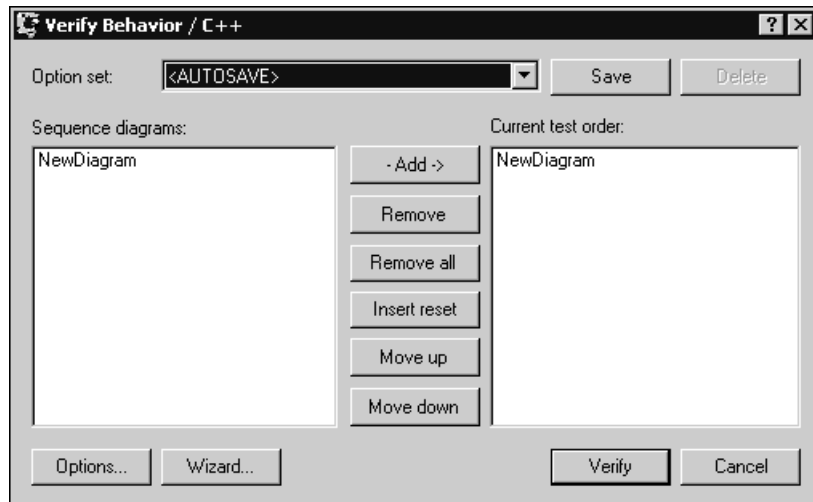 Verify Behavior / C++
Option set:
<AUTOSAVE>
Save
Delete
Sequence diagrams:
NewDiagram
- Add ->
Remove
Remove all
Insert reset
Move up
Move down
Current test order:
NewDiagram
Options...
Wizard...
Verify
Cancel